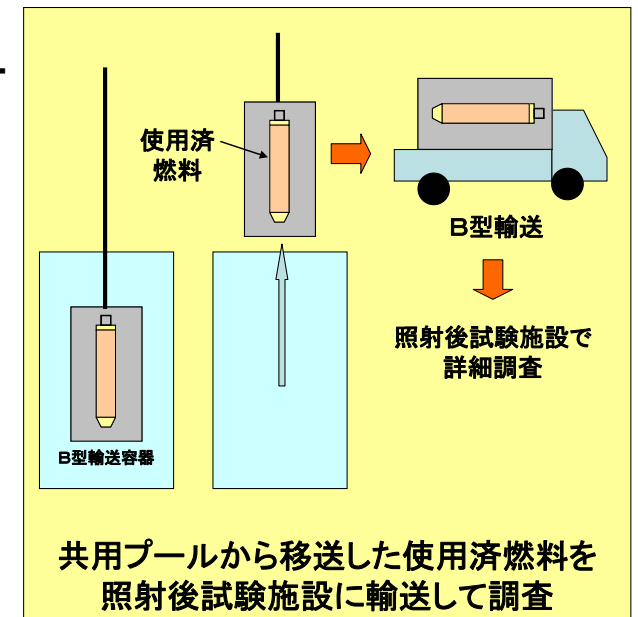 使用済
燃料
B型輸送
照射後試験施設で
詳細調査
B型輸送容器
共用プールから移送した使用済燃料を
照射後試験施設に輸送して調査